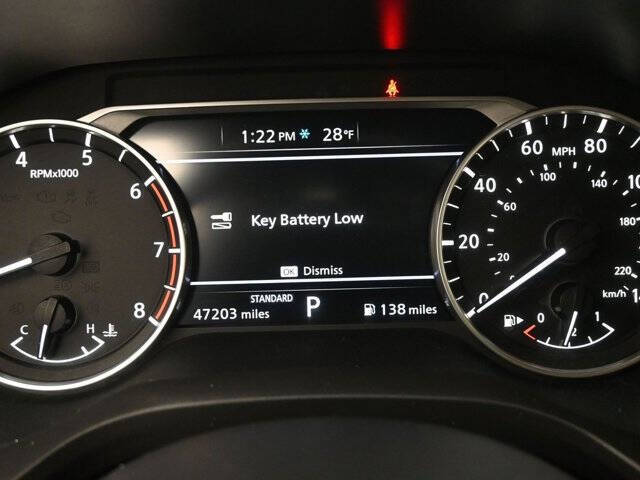 1:22 PM 28°F
Key Battery Low
OK Dismiss
STANDARD
47203 miles P 138 miles
4 5 6 7 8
RPMx1000
C H
0 20 40 60 80
MPH
20 60 100 140 180 220
km/h
0 1